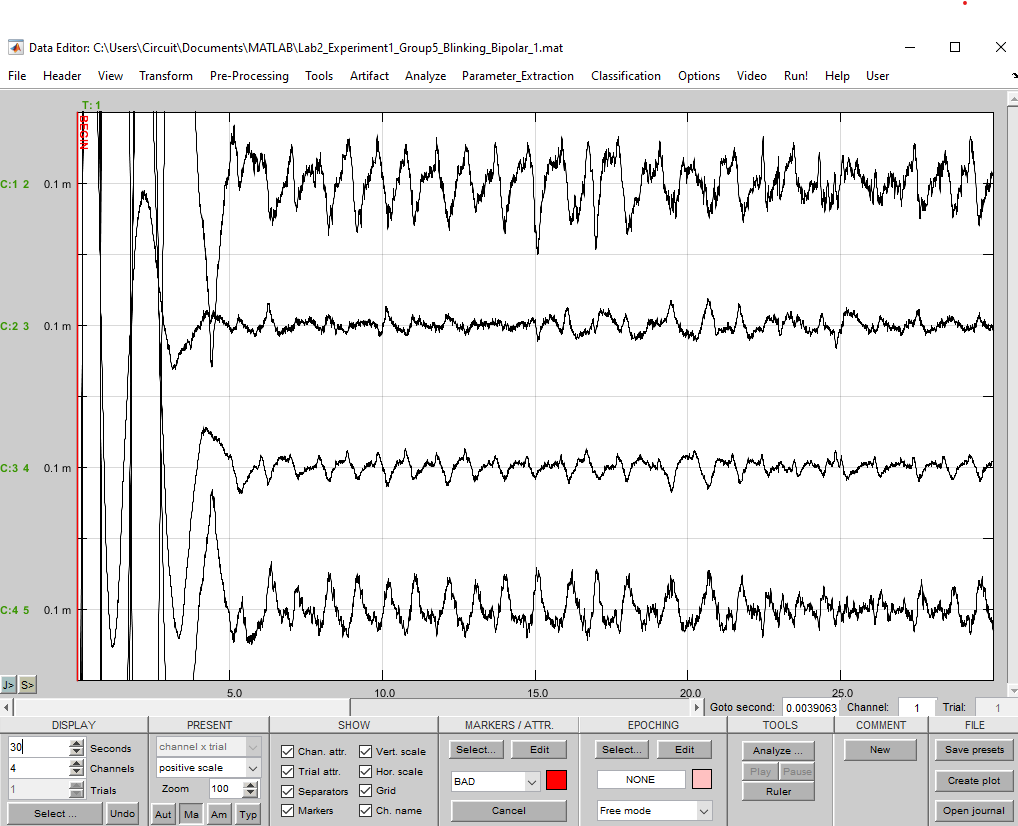 Data Editor: C:\Users\Circuit\Documents\MATLAB\Lab2_Experiment1_Group5_Blinking_Bipolar_1.mat
File Header View Transform Pre-Processing Tools Artifact Analyze Parameter_Extraction Classification Options Video Run! Help User
T: 1
BEGIN
C:1 2 0.1 m
C:2 3 0.1 m
C:3 4 0.1 m
C:4 5 0.1 m
J> S>
5.0 10.0 15.0 20.0 25.0
Goto second: 0.0039063 Channel: 1 Trial: 1
DISPLAY PRESENT SHOW MARKERS / ATTR. EPOCHING TOOLS COMMENT FILE
30 Seconds channel x trial Chan. attr. Vert. scale Select... Edit Select... Edit Analyze ... New Save presets
4 Channels positive scale Trial attr. Hor. scale BAD NONE Play Pause Create plot
1 Trials Zoom 100 Separators Grid Ruler
Select ... Undo Aut Ma Am Typ Markers Ch. name Cancel Free mode Open journal